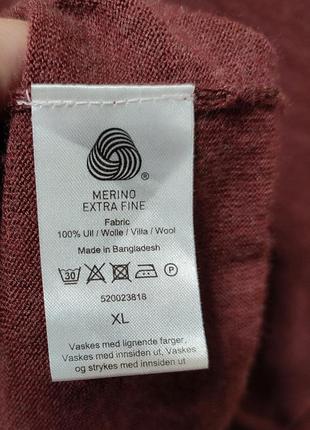 ®
MERINO
EXTRA FINE
Fabric
100% Ull / Wolle / Villa / Wool
Made in Bangladesh
30 P
520023818
XL
Vaskes med lignende farger,
Vaskes med innsiden ut, Vaskes
og strykes med innsiden ut...